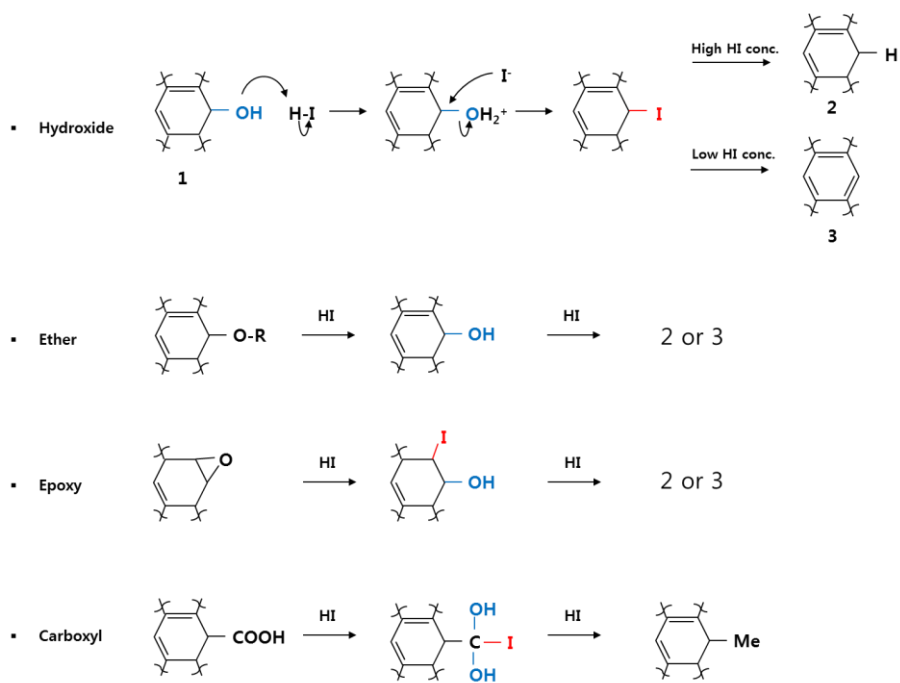 ▪ Hydroxide
OH
H-I
1
I-
OH2+
I
High HI conc.
H
2
Low HI conc.
3
▪ Ether
O-R
HI
OH
HI
2 or 3
▪ Epoxy
O
HI
I
OH
HI
2 or 3
▪ Carboxyl
COOH
HI
OH
C I
OH
HI
Me